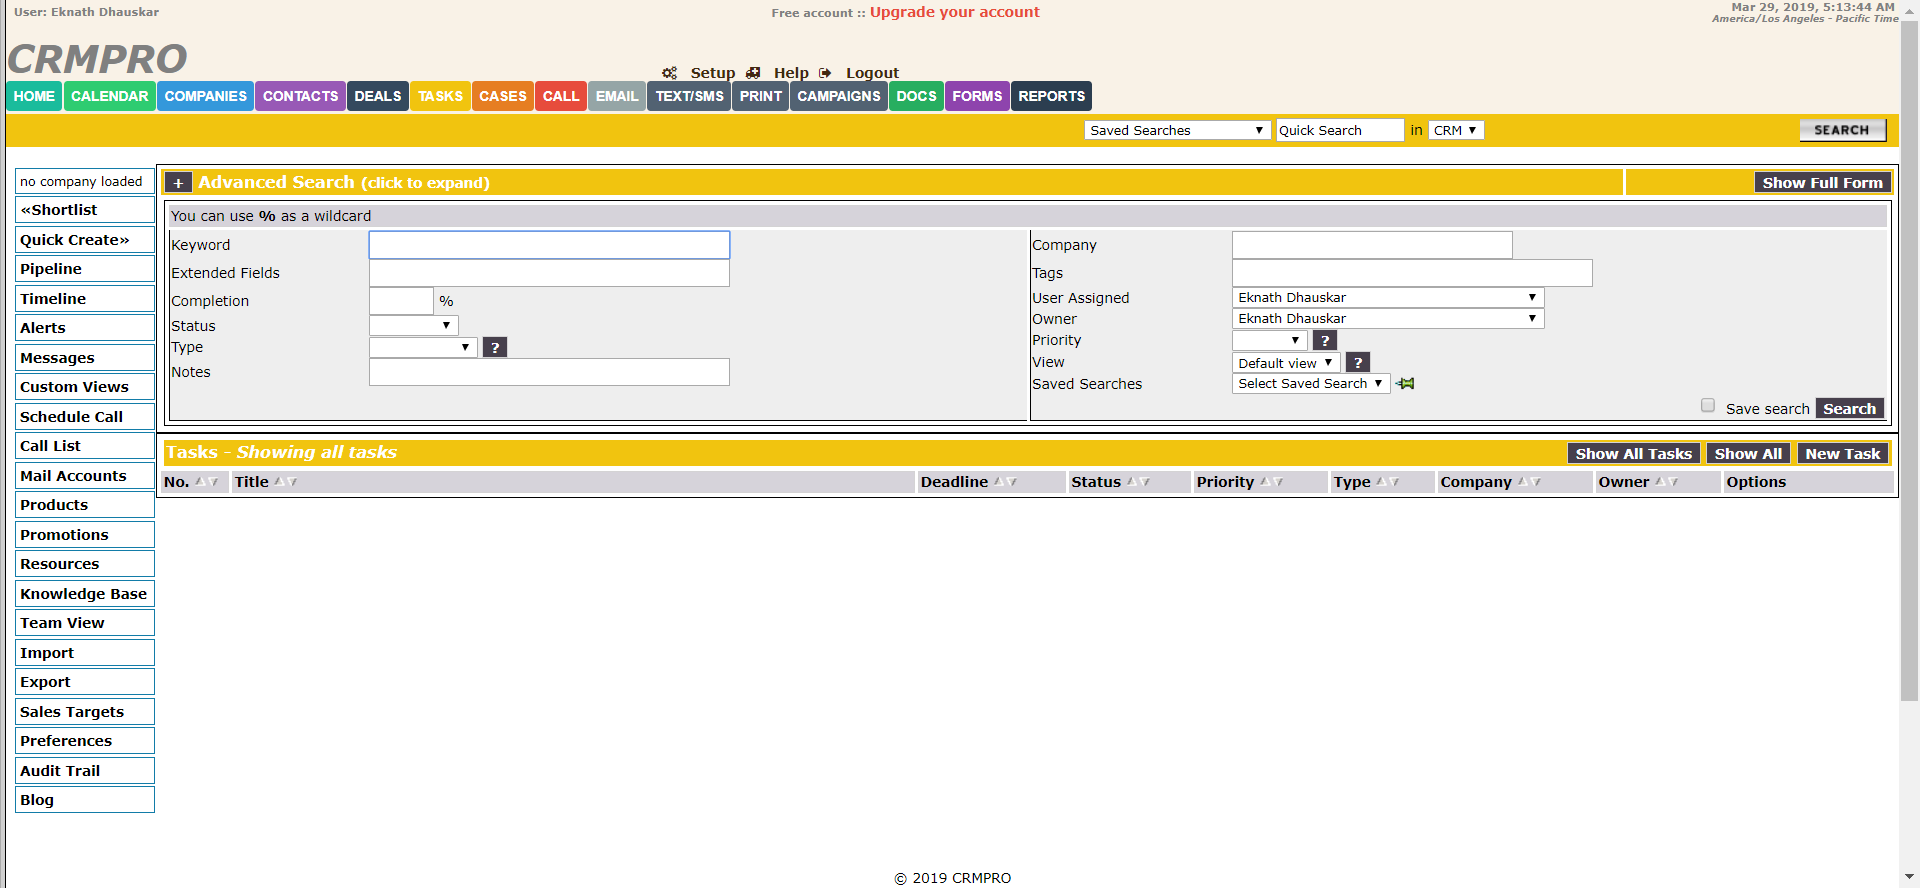 User: Eknath Dhauskar
Free account :: Upgrade your account
Mar 29, 2019, 5:13:44 AM
America/Los Angeles - Pacific Time
CRMPRO
Setup Help Logout
HOME CALENDAR COMPANIES CONTACTS DEALS TASKS CASES CALL EMAIL TEXT/SMS PRINT CAMPAIGNS DOCS FORMS REPORTS
Saved Searches Quick Search in CRM SEARCH
no company loaded
«Shortlist
Quick Create»
Pipeline
Timeline
Alerts
Messages
Custom Views
Schedule Call
Call List
Mail Accounts
Products
Promotions
Resources
Knowledge Base
Team View
Import
Export
Sales Targets
Preferences
Audit Trail
Blog
+ Advanced Search (click to expand) Show Full Form
You can use % as a wildcard
Keyword
Extended Fields
Completion %
Status
Type ?
Notes
Company
Tags
User Assigned Eknath Dhauskar
Owner Eknath Dhauskar
Priority ?
View Default view ?
Saved Searches Select Saved Search
Save search Search
Tasks - Showing all tasks Show All Tasks Show All New Task
No. Title Deadline Status Priority Type Company Owner Options
© 2019 CRMPRO